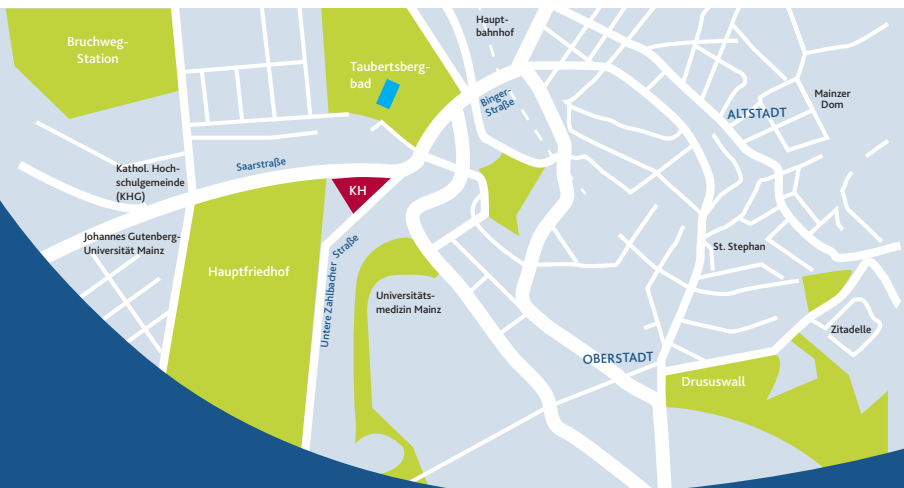 Haupt-
bahnhof
Bruchweg-
Station
Taubertsberg-
bad
Binger-
Straße
Mainzer
Dom
ALTSTADT
Saarstraße
Kathol. Hoch-
schulgemeinde
(KHG)
KH
Johannes Gutenberg-
Universität Mainz
St. Stephan
Hauptfriedhof
Untere Zahlbacher Straße
Universitäts-
medizin Mainz
Zitadelle
OBERSTADT
Drususwall